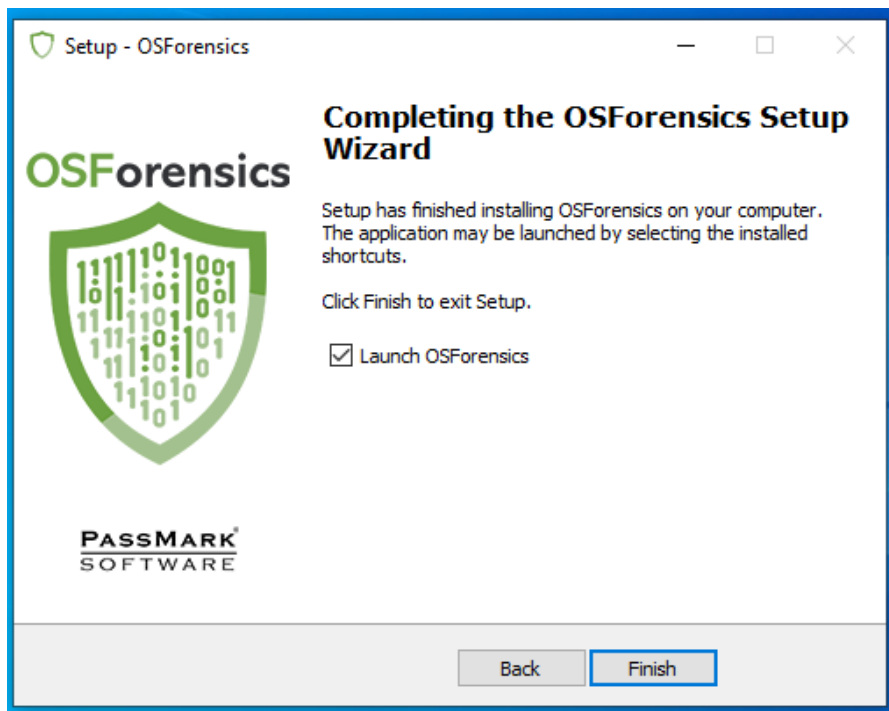 Setup - OSForensics
Completing the OSForensics Setup
Wizard
OSForensics
Setup has finished installing OSForensics on your computer.
The application may be launched by selecting the installed
shortcuts.
Click Finish to exit Setup.
Launch OSForensics
PASSMARK®
SOFTWARE
Back
Finish